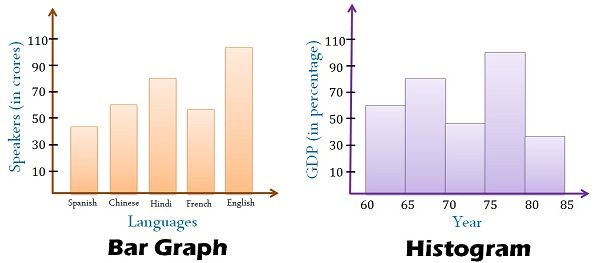 Speakers (in crores)
110
90
70
50
30
10
Spanish Chinese Hindi French English
Languages
Bar Graph
GDP (in percentage)
110
90
70
50
30
10
60 65 70 75 80 85
Year
Histogram